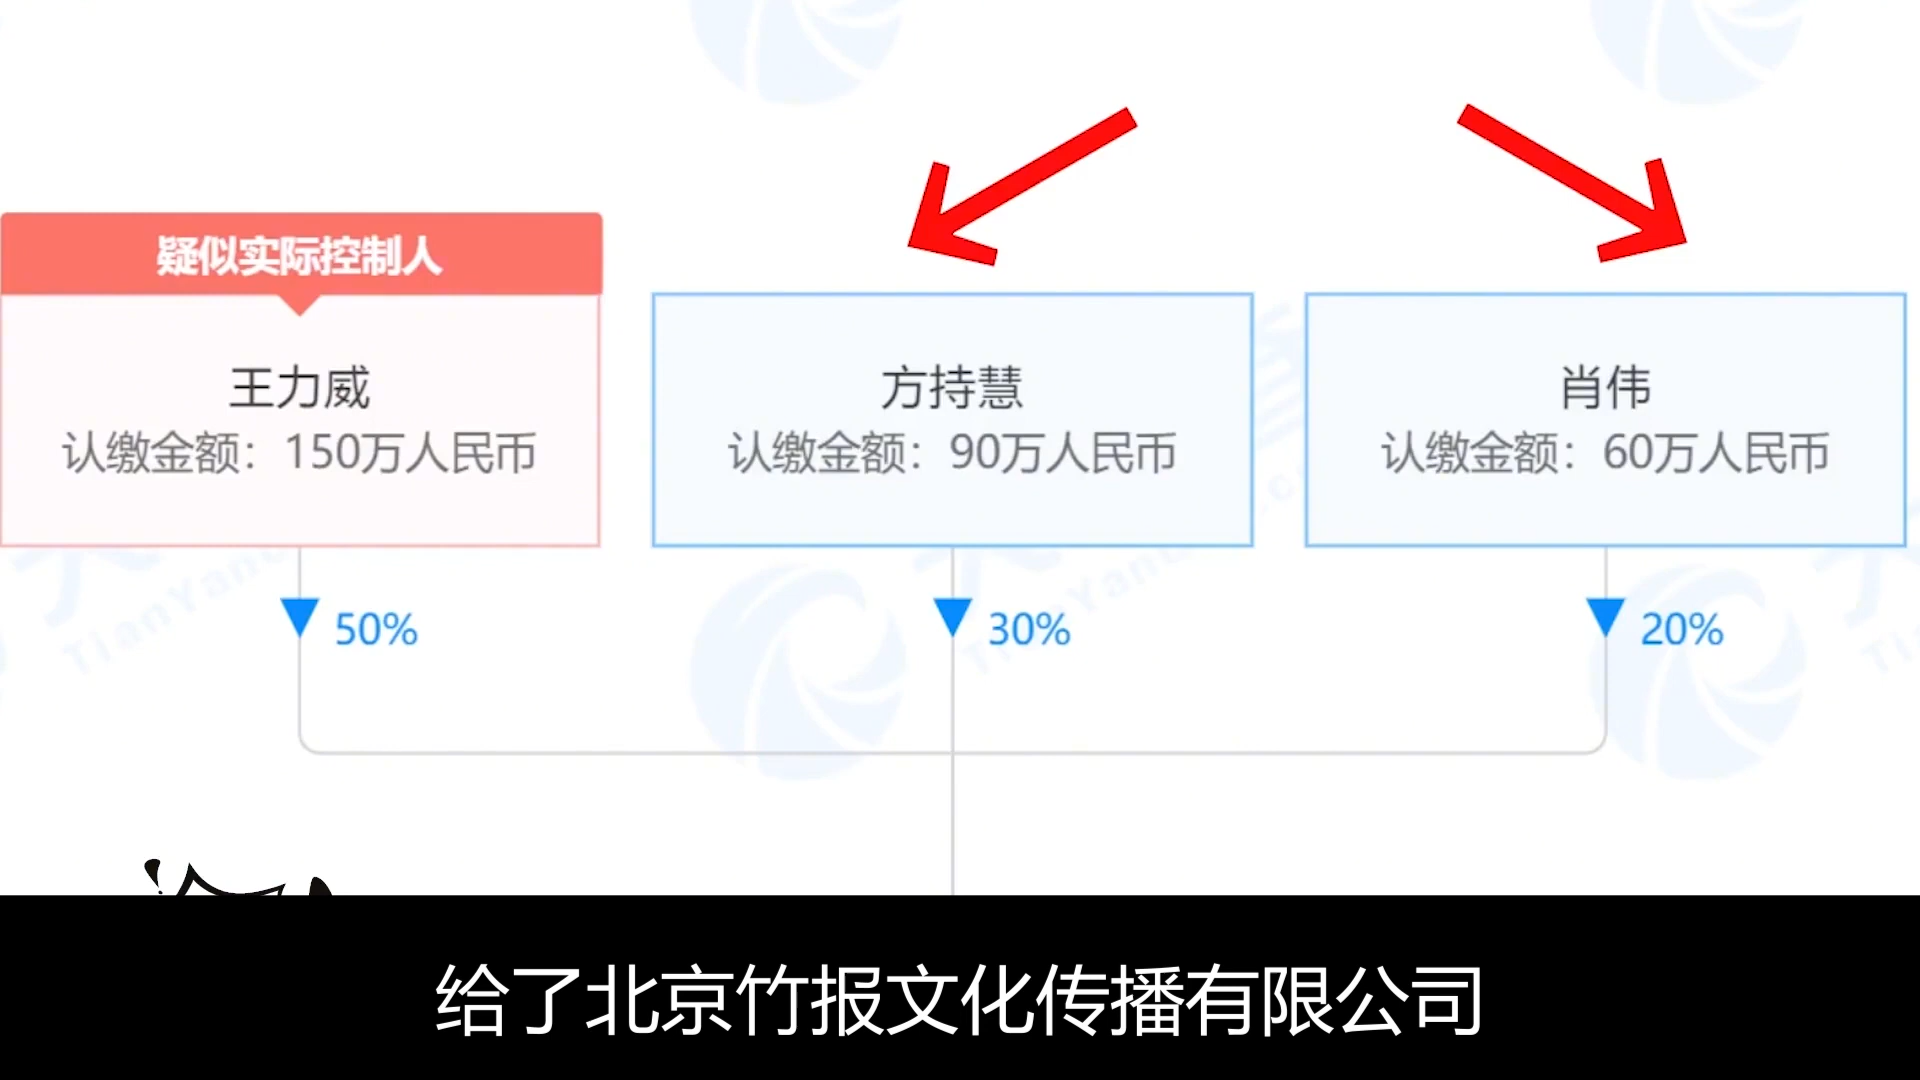 疑似实际控制人
王力威
认缴金额：150万人民币
方持慧
认缴金额：90万人民币
肖伟
认缴金额：60万人民币
50%
30%
20%
给了北京竹报文化传播有限公司